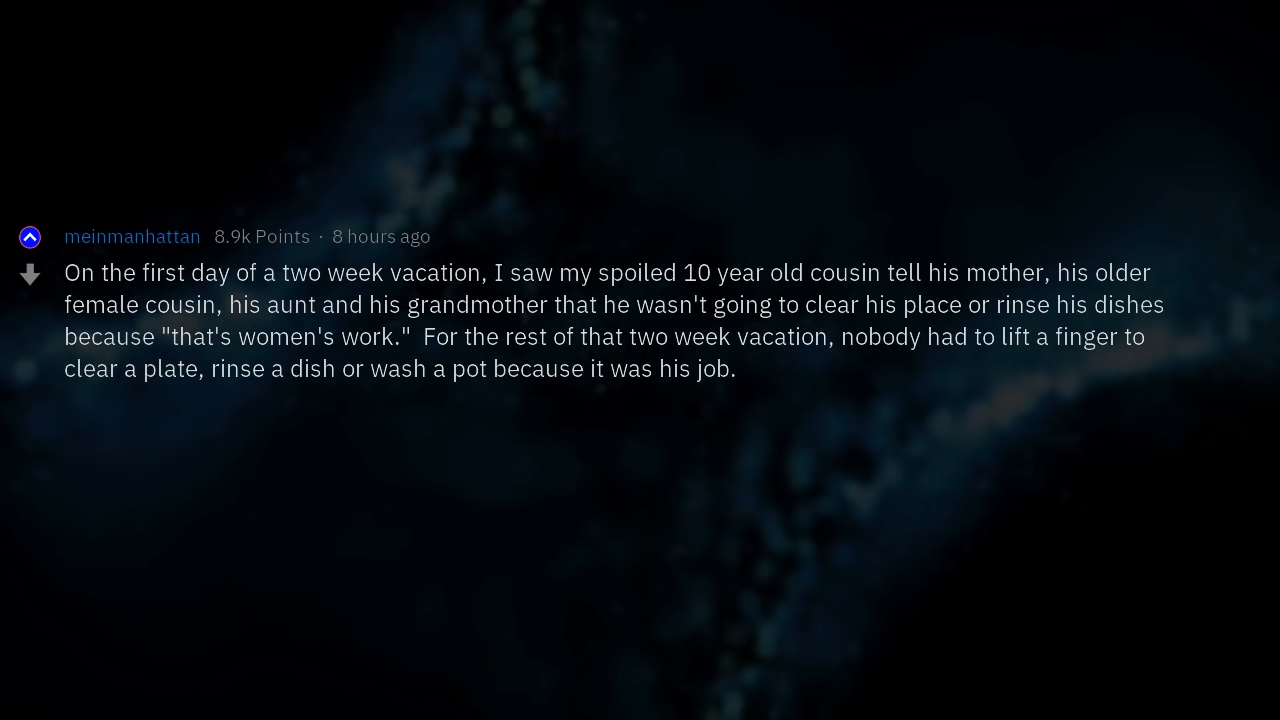 meinmanhattan 8.9k Points · 8 hours ago
On the first day of a two week vacation, I saw my spoiled 10 year old cousin tell his mother, his older
female cousin, his aunt and his grandmother that he wasn't going to clear his place or rinse his dishes
because "that's women's work."  For the rest of that two week vacation, nobody had to lift a finger to
clear a plate, rinse a dish or wash a pot because it was his job.